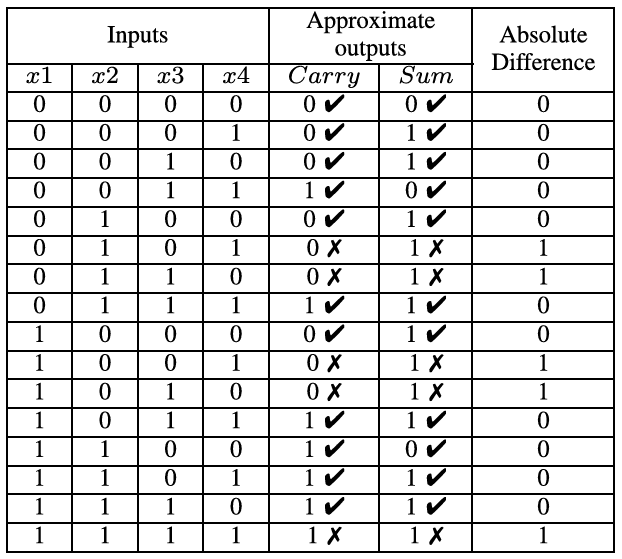 Inputs Approximate outputs Absolute Difference
x1 x2 x3 x4 Carry Sum
0 0 0 0 0 ✔ 0 ✔ 0
0 0 0 1 0 ✔ 1 ✔ 0
0 0 1 0 0 ✔ 1 ✔ 0
0 0 1 1 1 ✔ 0 ✔ 0
0 1 0 0 0 ✔ 1 ✔ 0
0 1 0 1 0 ✗ 1 ✗ 1
0 1 1 0 0 ✗ 1 ✗ 1
0 1 1 1 1 ✔ 1 ✔ 0
1 0 0 0 0 ✔ 1 ✔ 0
1 0 0 1 0 ✗ 1 ✗ 1
1 0 1 0 0 ✗ 1 ✗ 1
1 0 1 1 1 ✔ 1 ✔ 0
1 1 0 0 1 ✔ 0 ✔ 0
1 1 0 1 1 ✔ 1 ✔ 0
1 1 1 0 1 ✔ 1 ✔ 0
1 1 1 1 1 ✗ 1 ✗ 1